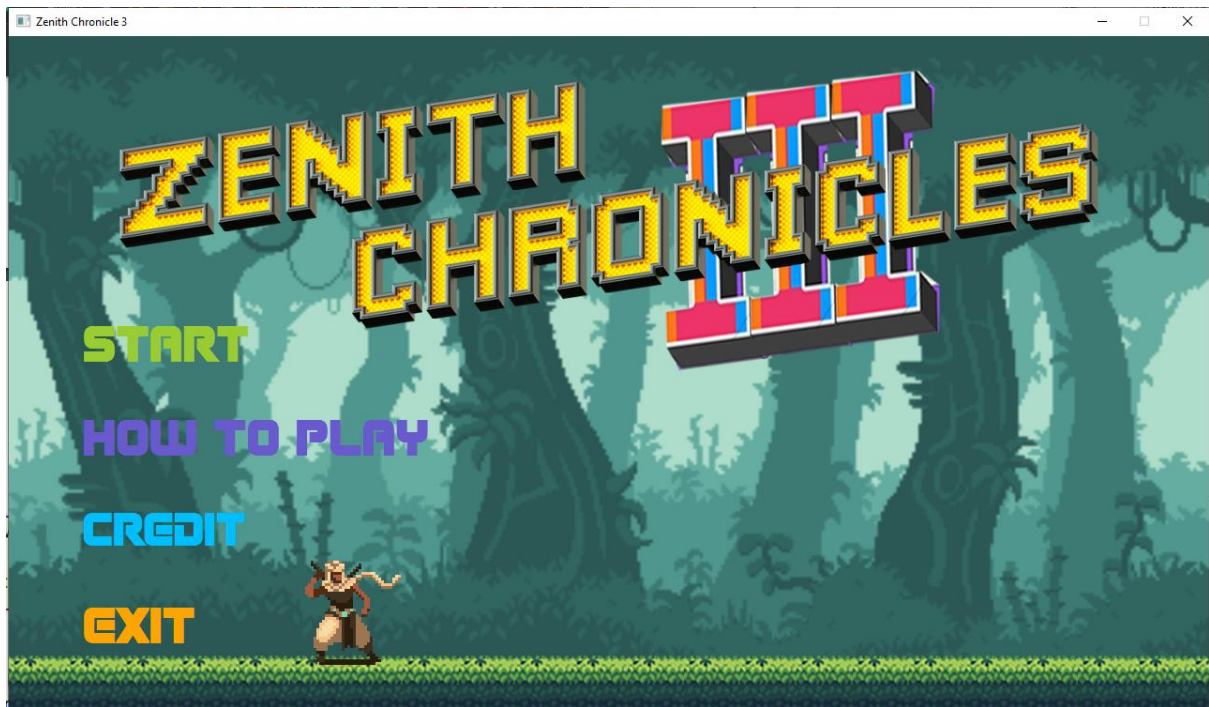 Zenith Chronicle 3
ZENITH
III
CHRONICLES
START
HOW TO PLAY
CREDIT
EXIT